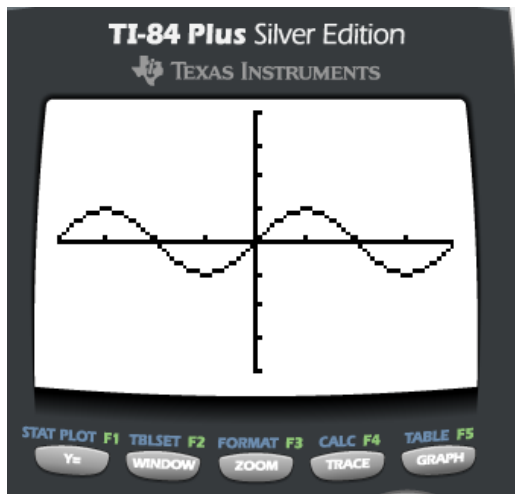 TI-84 Plus Silver Edition
TEXAS INSTRUMENTS
STAT PLOT F1 TBLSET F2 FORMAT F3 CALC F4 TABLE F5
Y= WINDOW ZOOM TRACE GRAPH